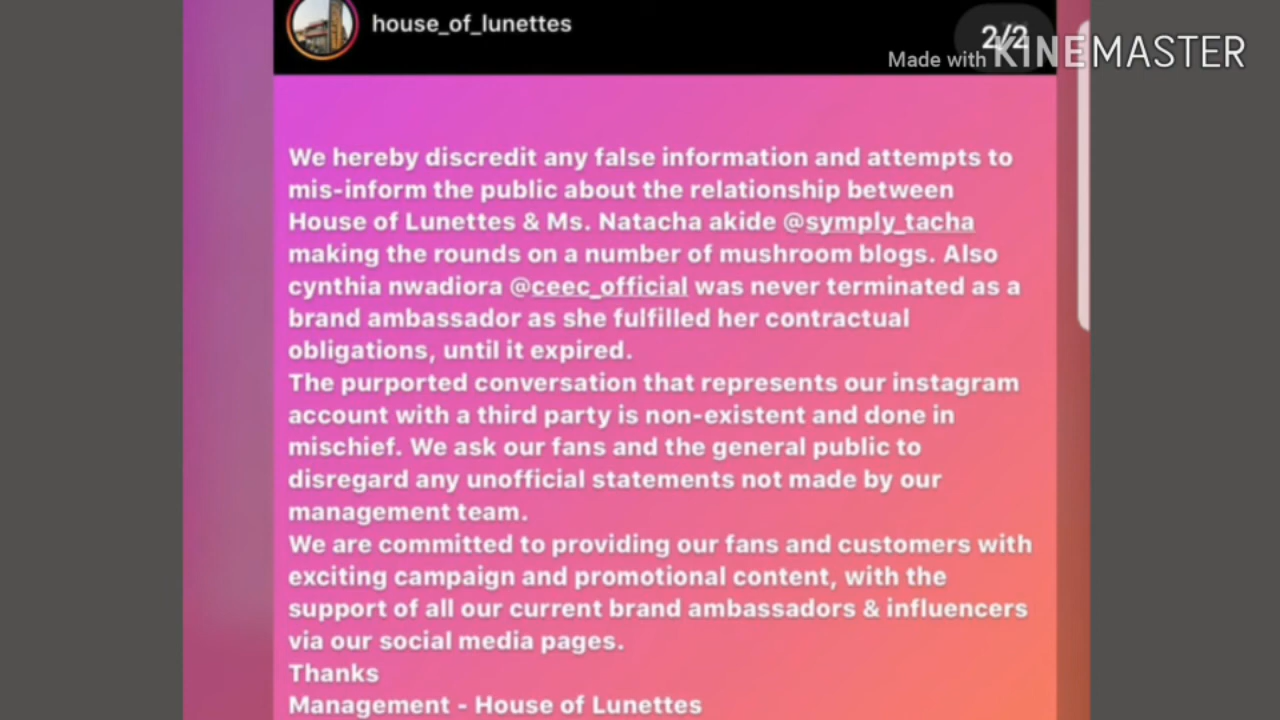 house_of_lunettes
2/2
Made with KINEMASTER
We hereby discredit any false information and attempts to
mis-inform the public about the relationship between
House of Lunettes & Ms. Natacha akide @symply_tacha
making the rounds on a number of mushroom blogs. Also
cynthia nwadiora @ceec_official was never terminated as a
brand ambassador as she fulfilled her contractual
obligations, until it expired.
The purported conversation that represents our instagram
account with a third party is non-existent and done in
mischief. We ask our fans and the general public to
disregard any unofficial statements not made by our
management team.
We are committed to providing our fans and customers with
exciting campaign and promotional content, with the
support of all our current brand ambassadors & influencers
via our social media pages.
Thanks
Management - House of Lunettes